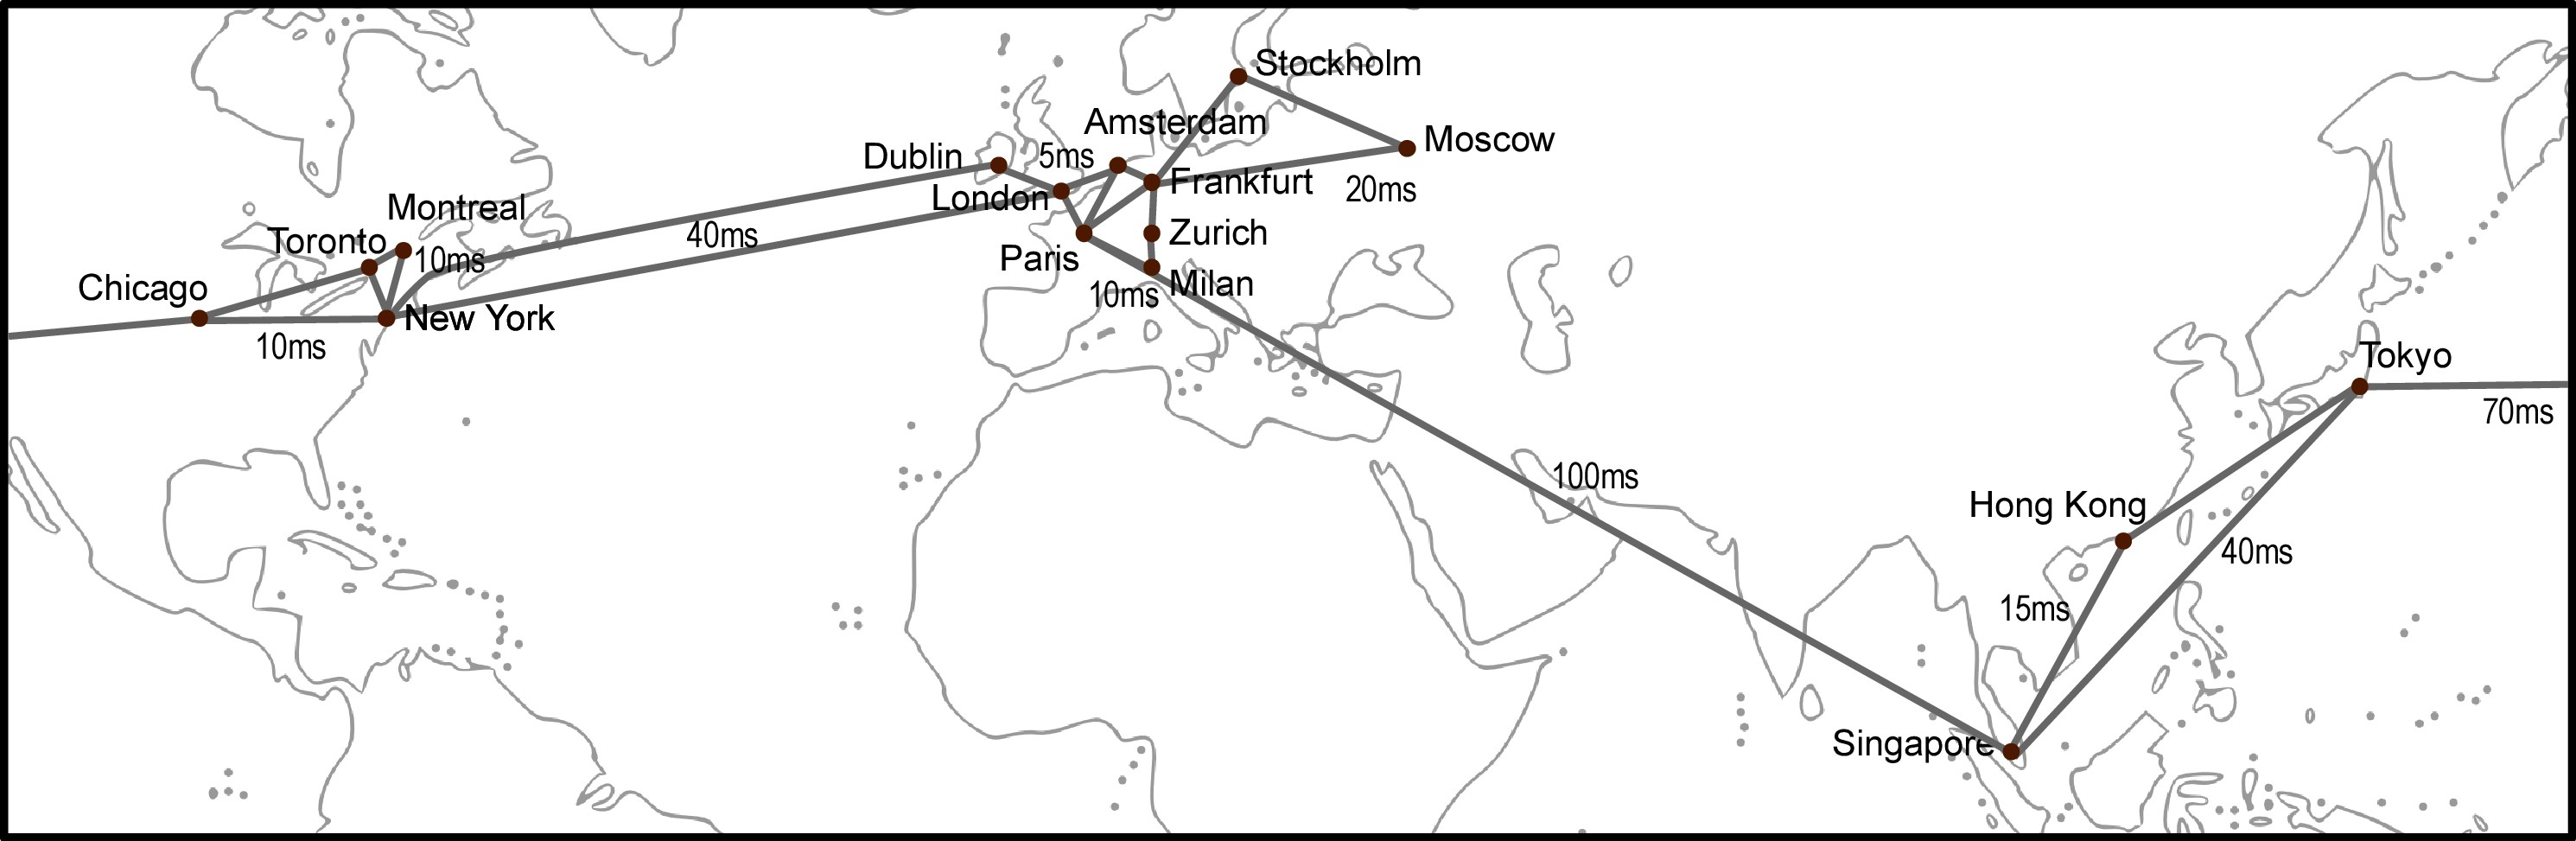 Stockholm
Amsterdam
Moscow
Dublin
5ms
Frankfurt
20ms
London
Montreal
40ms
Zurich
Toronto
10ms
Paris
Chicago
Milan
10ms
New York
10ms
Tokyo
70ms
100ms
Hong Kong
40ms
15ms
Singapore